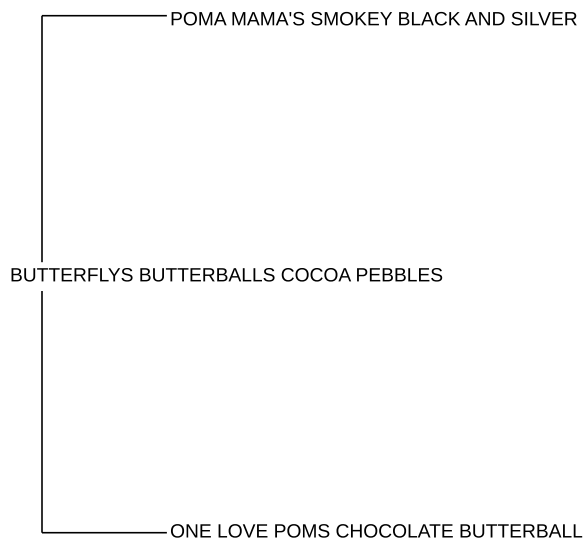 POMA MAMA'S SMOKEY BLACK AND SILVER
BUTTERFLYS BUTTERBALLS COCOA PEBBLES
ONE LOVE POMS CHOCOLATE BUTTERBALL